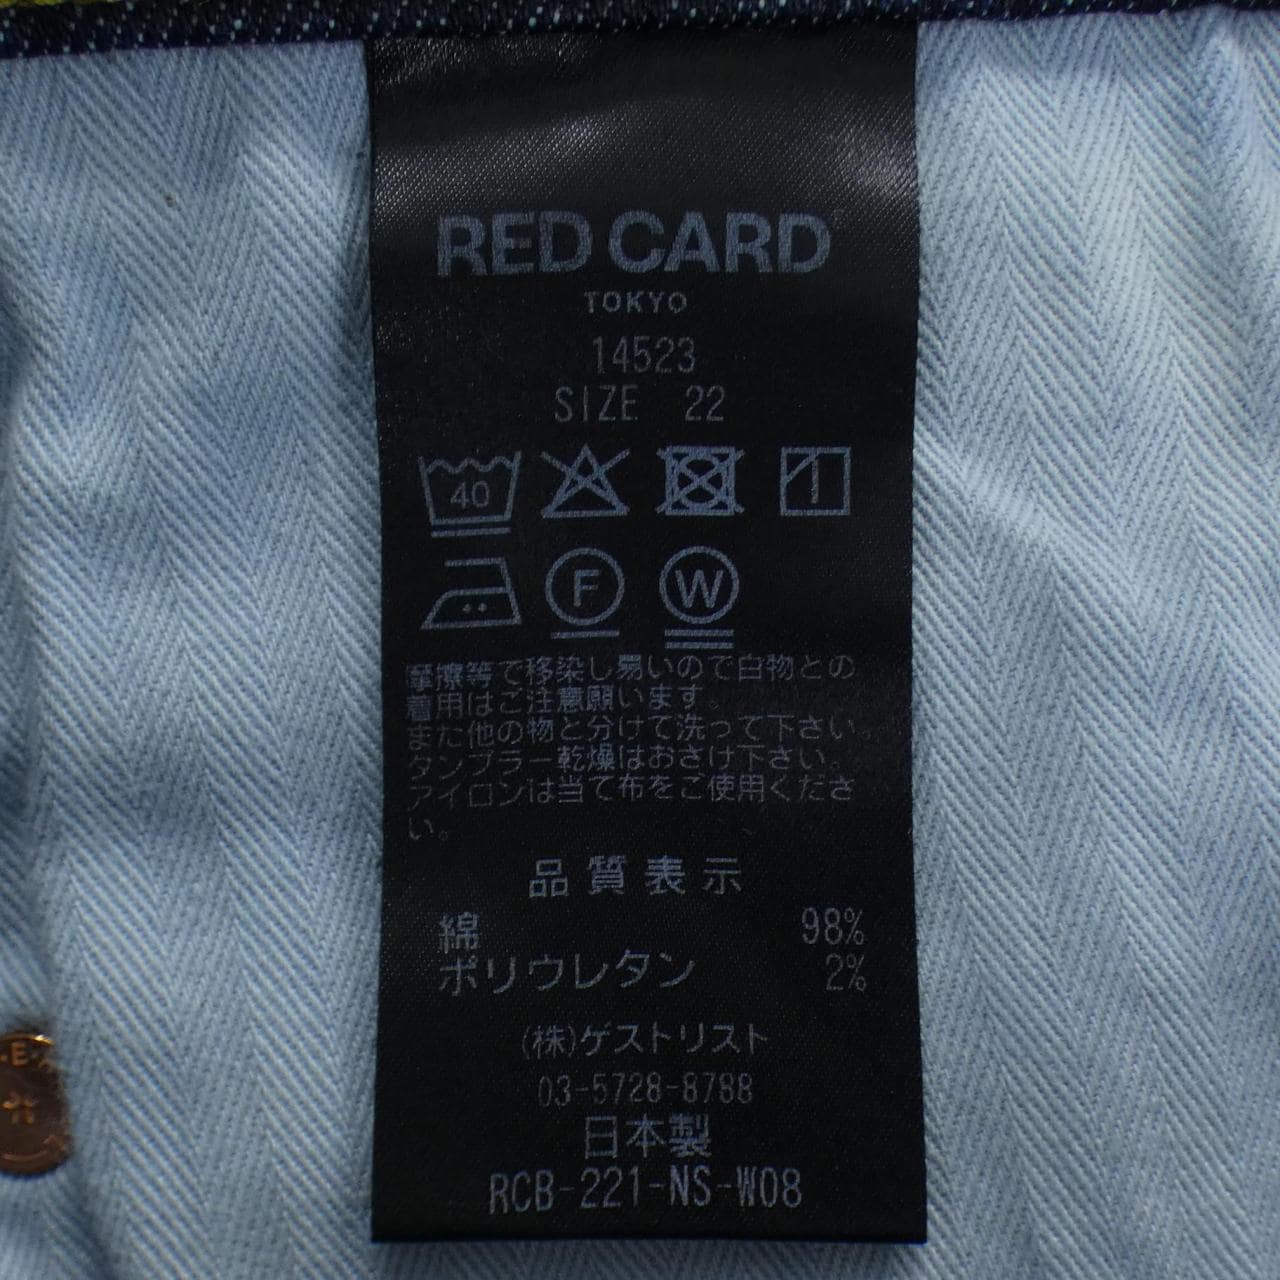 RED CARD
TOKYO
14523
SIZE 22
40
F W
摩擦等で移染し易いので白物との
着用はご注意願います。
また他の物と分けて洗って下さい。
タンブラー乾燥はおさけ下さい。
アイロンは当て布をご使用くださ
い。
品質表示
綿 98%
ポリウレタン 2%
(株)ゲストリスト
03-5728-8788
日本製
RCB-221-NS-W08